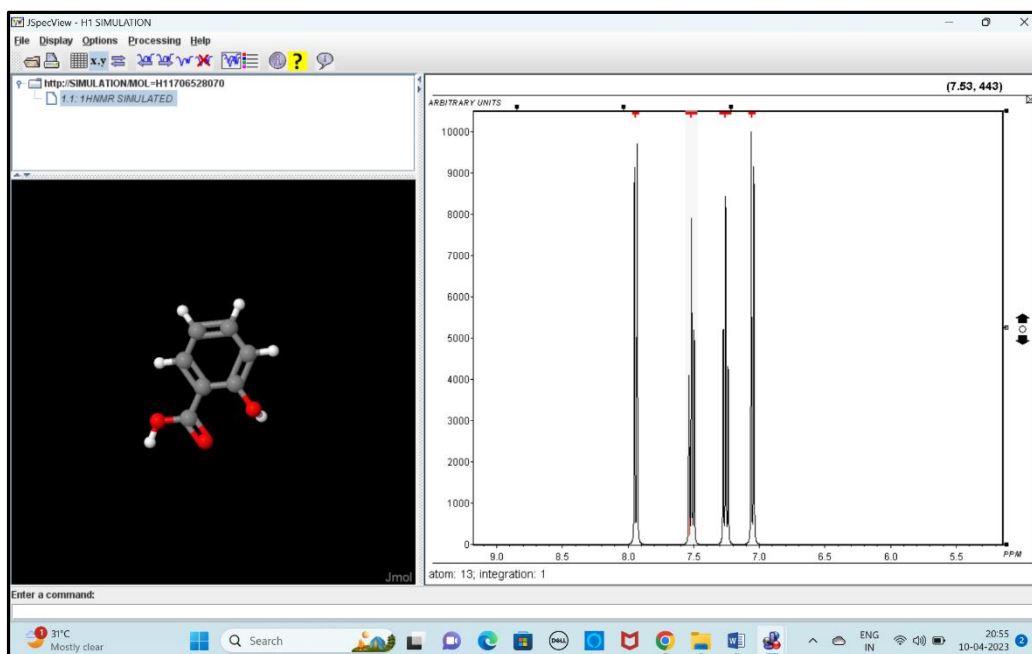 JSpecView - H1 SIMULATION
File Display Options Processing Help
x.y
?
http://SIMULATION/MOL=H11706528070
1.1: 1HNMR SIMULATED
(7.53, 443)
ARBITRARY UNITS
10000
9000
8000
7000
6000
5000
4000
3000
2000
1000
0
9.0 8.5 8.0 7.5 7.0 6.5 6.0 5.5 PPM
Jmol
atom: 13; integration: 1
Enter a command:
1
31°C
Mostly clear
Search
DELL
W
ENG
IN
20:55
10-04-2023
2